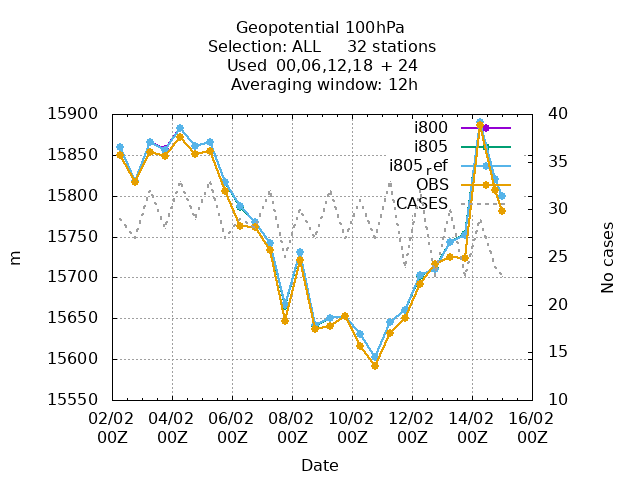 Geopotential 100hPa
Selection: ALL 32 stations
Used 00,06,12,18 + 24
Averaging window: 12h
15900
15850
15800
15750
15700
15650
15600
15550
m
40
35
30
25
20
15
10
No cases
i800
i805
i805_ref
OBS
CASES
02/02 04/02 06/02 08/02 10/02 12/02 14/02 16/02
00Z 00Z 00Z 00Z 00Z 00Z 00Z 00Z
Date